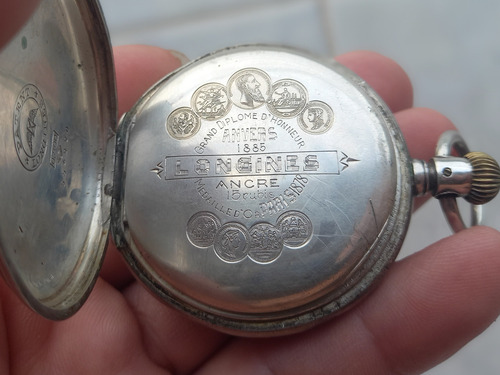 GRAND DIPLOME D'HONNEUR
ANVERS
1885
LONGINES
ANCRE
15 rubis
MEDAILLE D'OR PARIS 1878